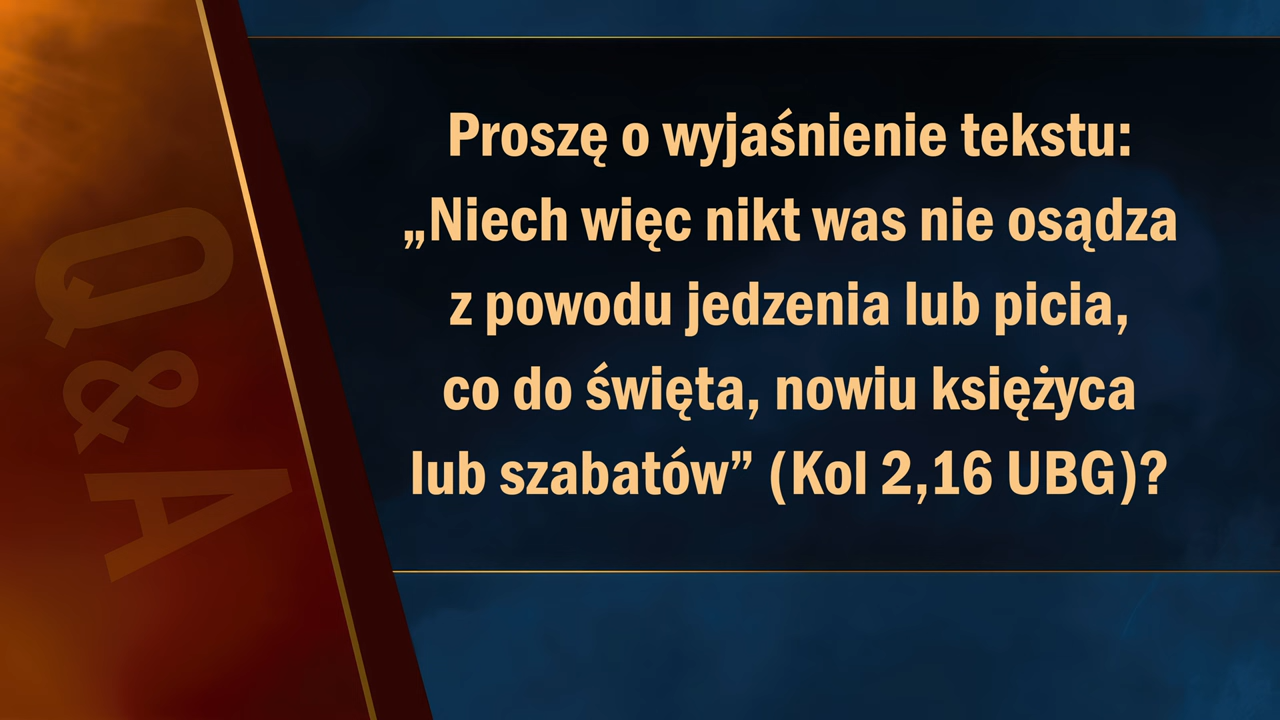 Proszę o wyjaśnienie tekstu:
„Niech więc nikt was nie osądza
z powodu jedzenia lub picia,
co do święta, nowiu księżyca
lub szabatów” (Kol 2,16 UBG)?
Q&A